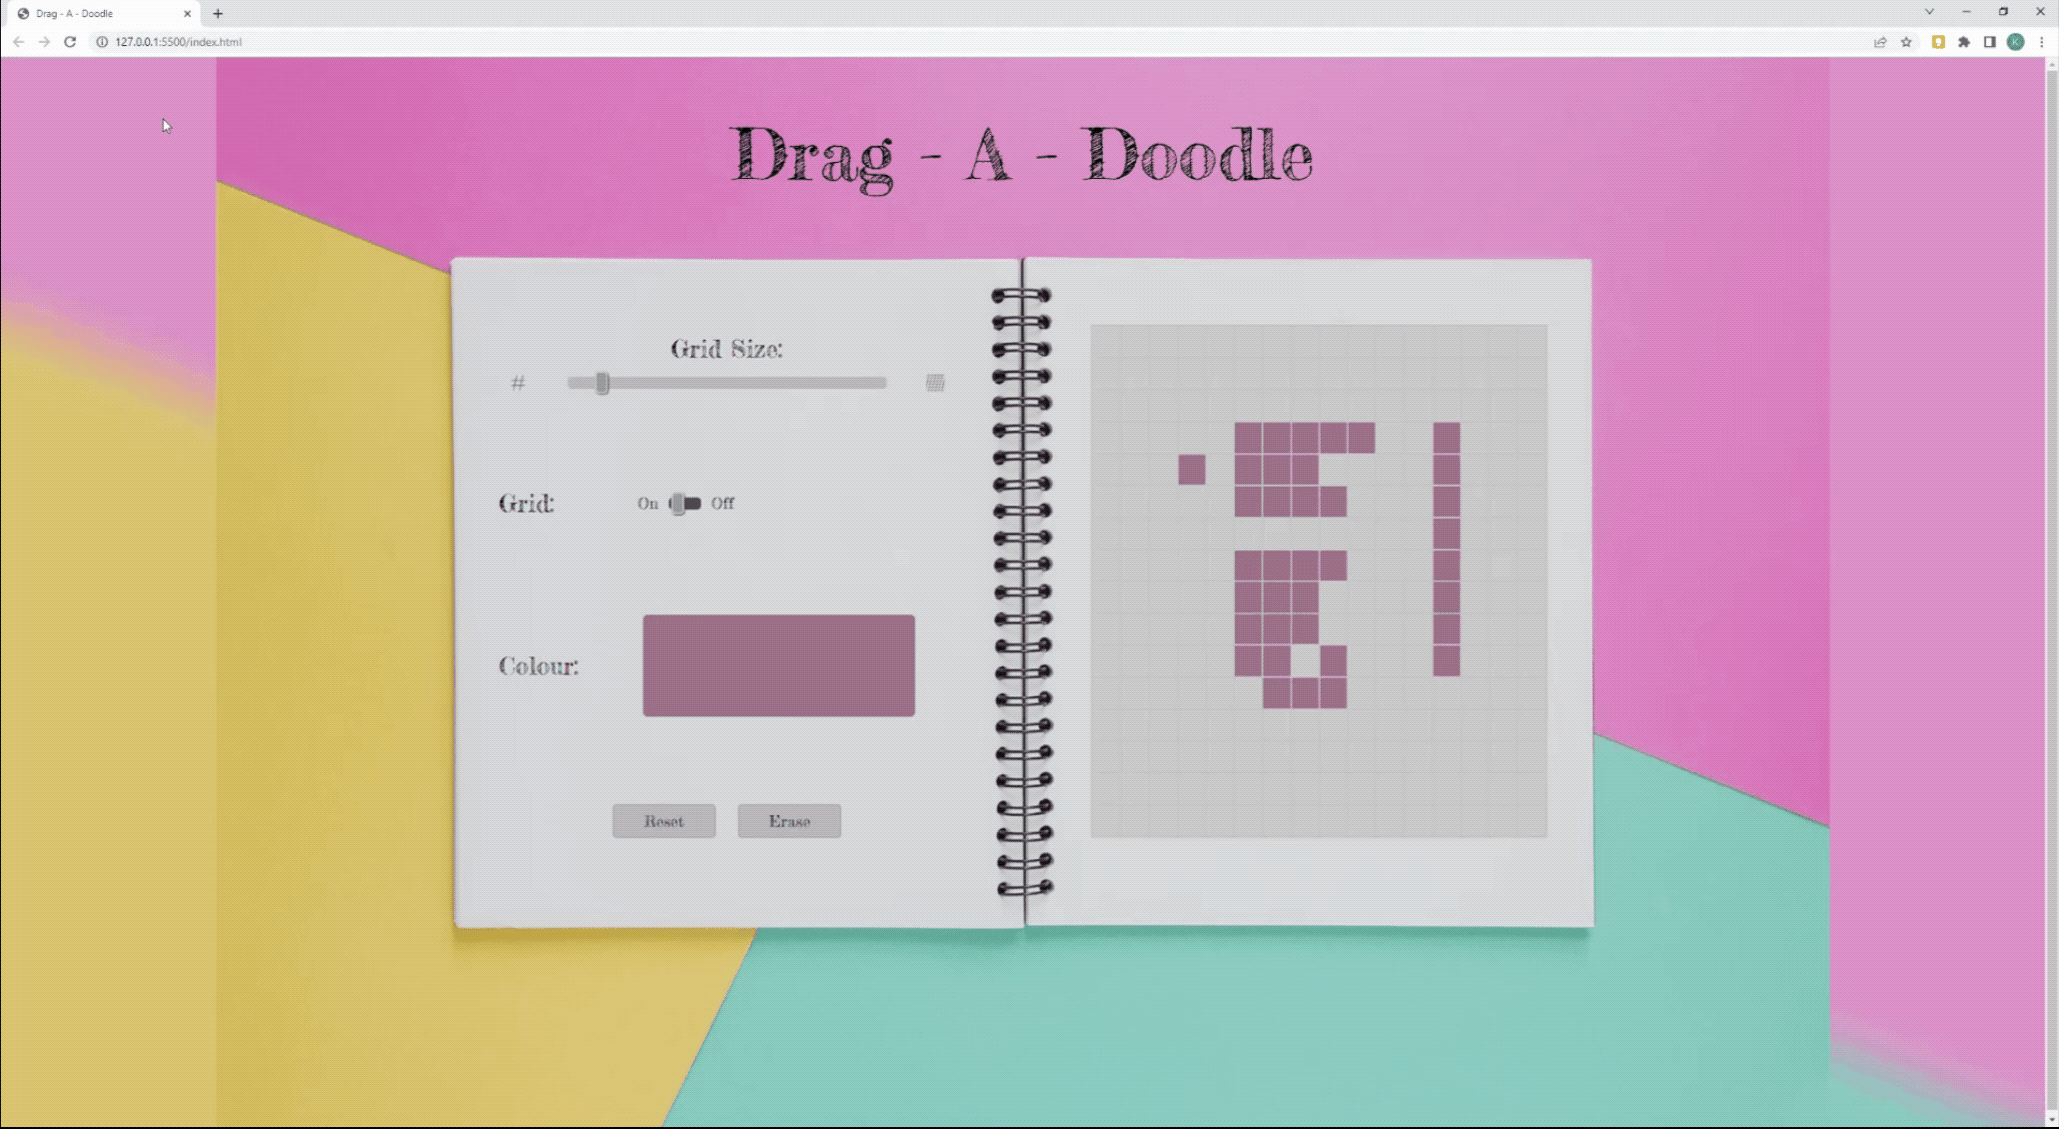 Drag - A - Doodle
127.0.0.1:5500/index.html
Drag - A - Doodle
Grid Size:
#
Grid:
On
Off
Colour:
Reset
Erase